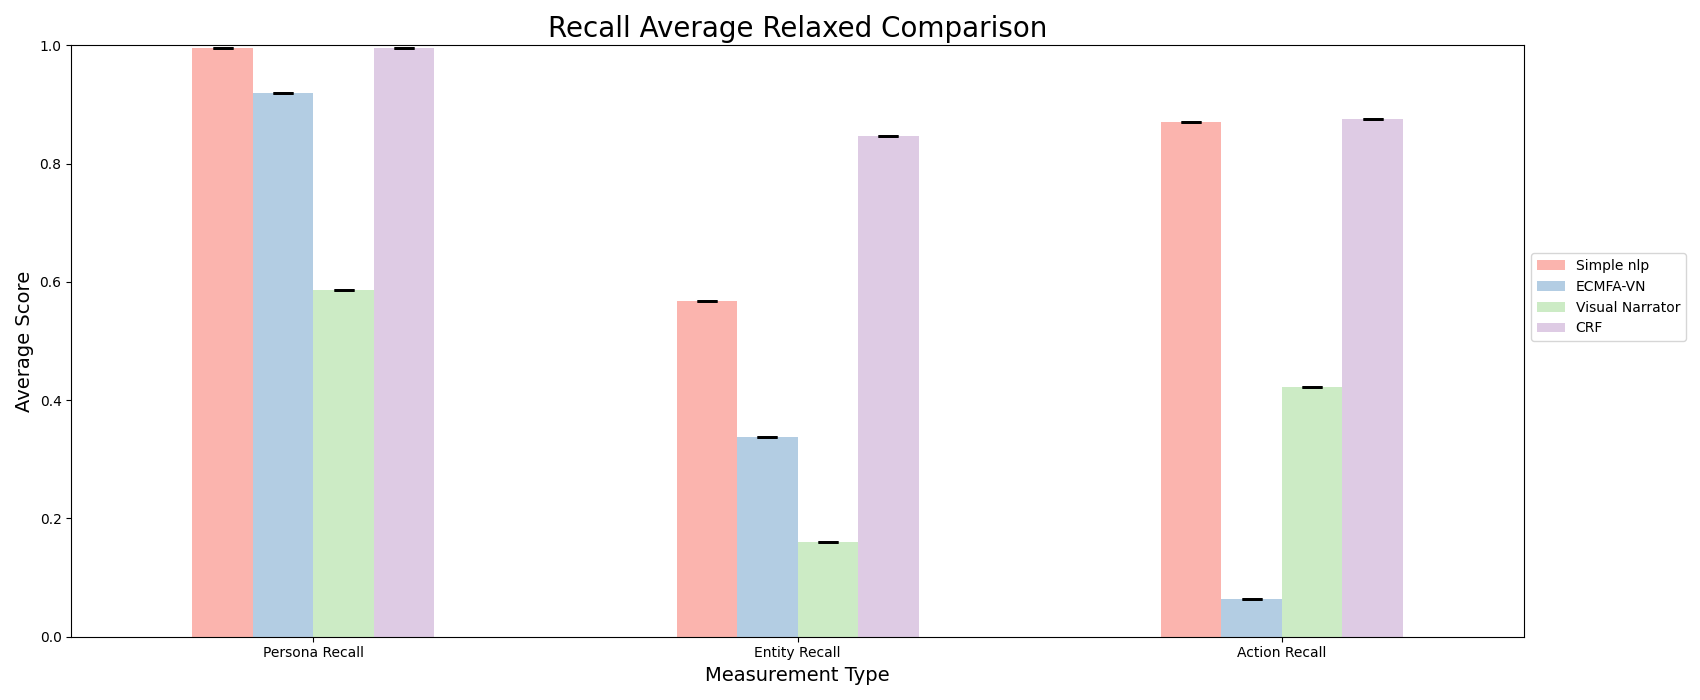 Recall Average Relaxed Comparison
1.0
0.8
0.6
0.4
0.2
0.0
Average Score
Persona Recall
Entity Recall
Action Recall
Measurement Type
Simple nlp
ECMFA-VN
Visual Narrator
CRF